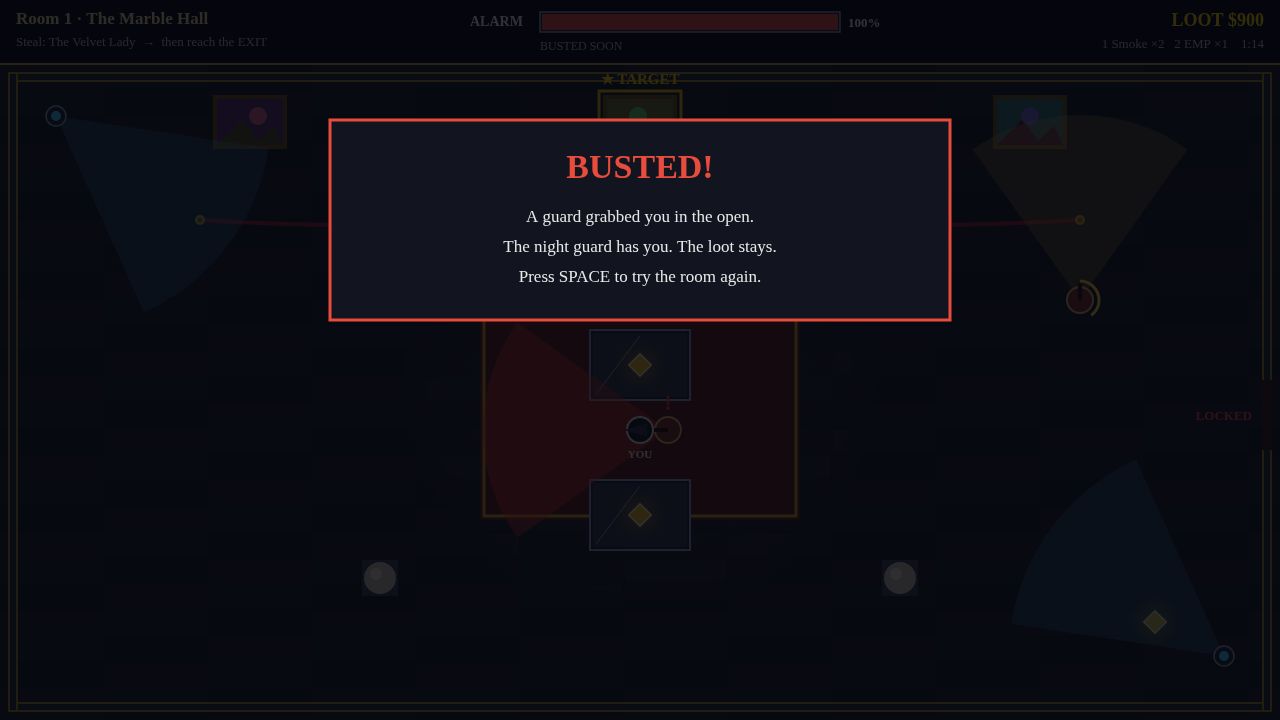 Room 1 · The Marble Hall
Steal: The Velvet Lady → then reach the EXIT
ALARM 100%
BUSTED SOON
LOOT $900
1 Smoke ×2 2 EMP ×1 1:14
★ TARGET
BUSTED!
A guard grabbed you in the open.
The night guard has you. The loot stays.
Press SPACE to try the room again.
!
LOCKED
YOU